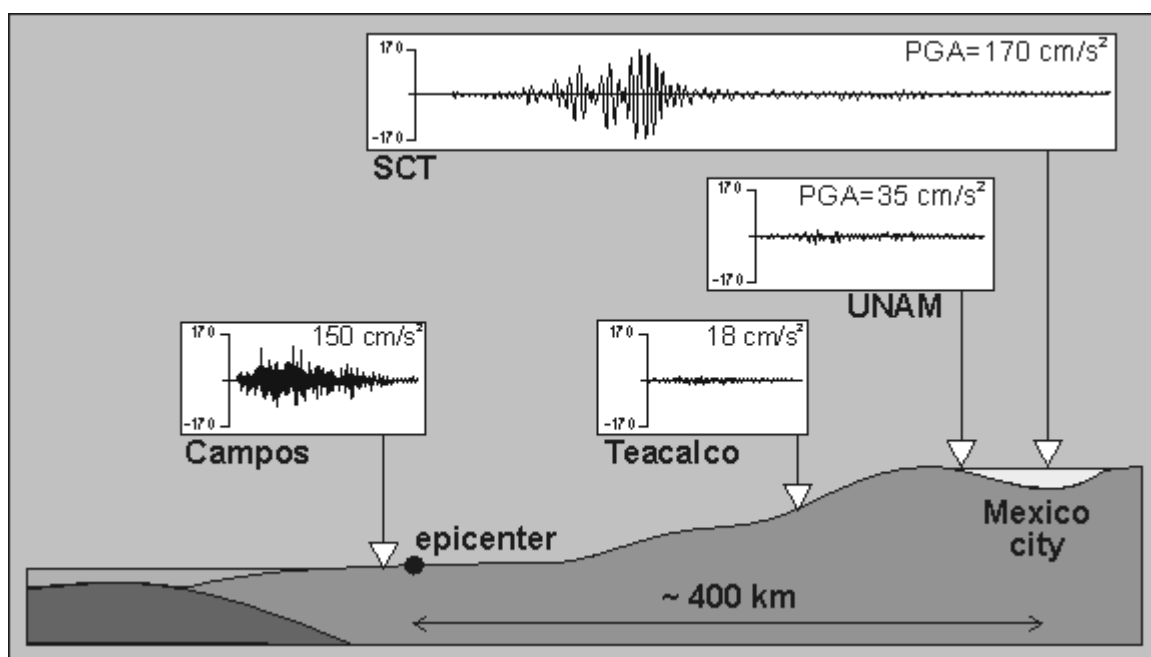 170
PGA=170 cm/s²
-170
SCT
170
PGA=35 cm/s²
-170
UNAM
170
150 cm/s²
-170
Campos
170
18 cm/s²
-170
Teacalco
epicenter
Mexico
city
~ 400 km